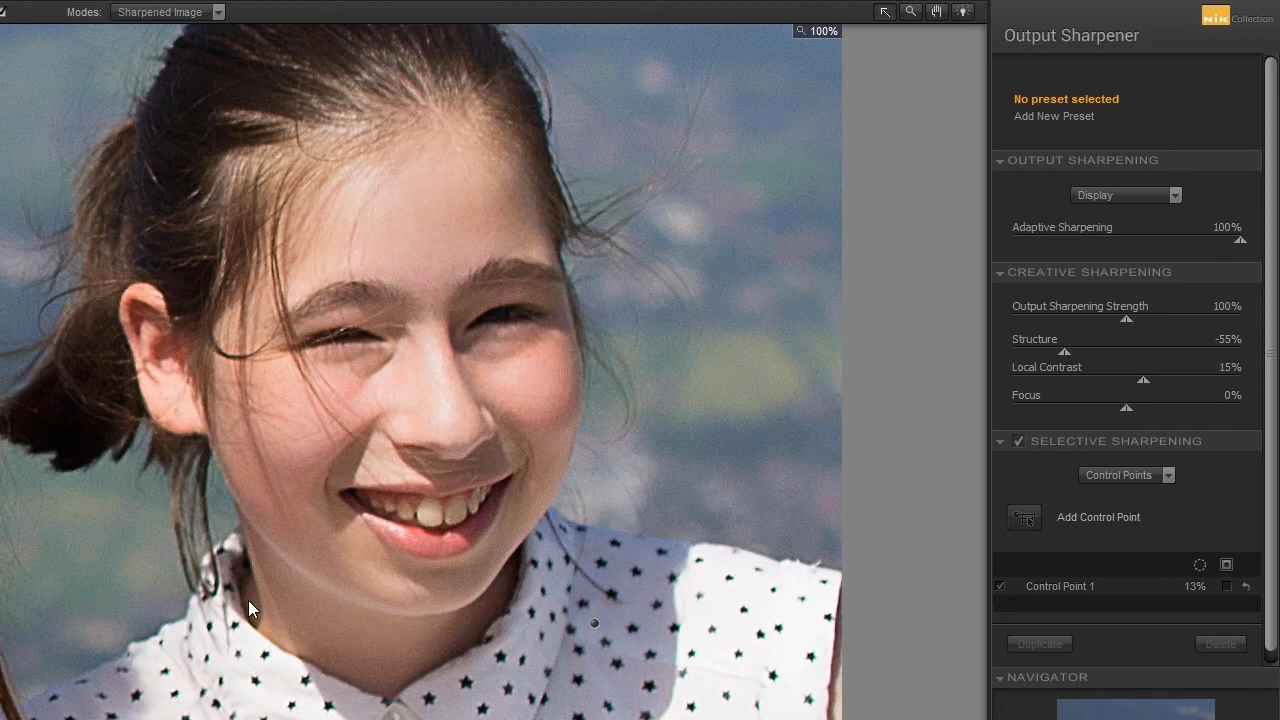 Modes: Sharpened Image
100%
nik Collection
Output Sharpener
No preset selected
Add New Preset
OUTPUT SHARPENING
Display
Adaptive Sharpening 100%
CREATIVE SHARPENING
Output Sharpening Strength 100%
Structure -55%
Local Contrast 15%
Focus 0%
SELECTIVE SHARPENING
Control Points
Add Control Point
Control Point 1 13%
Duplicate Delete
NAVIGATOR